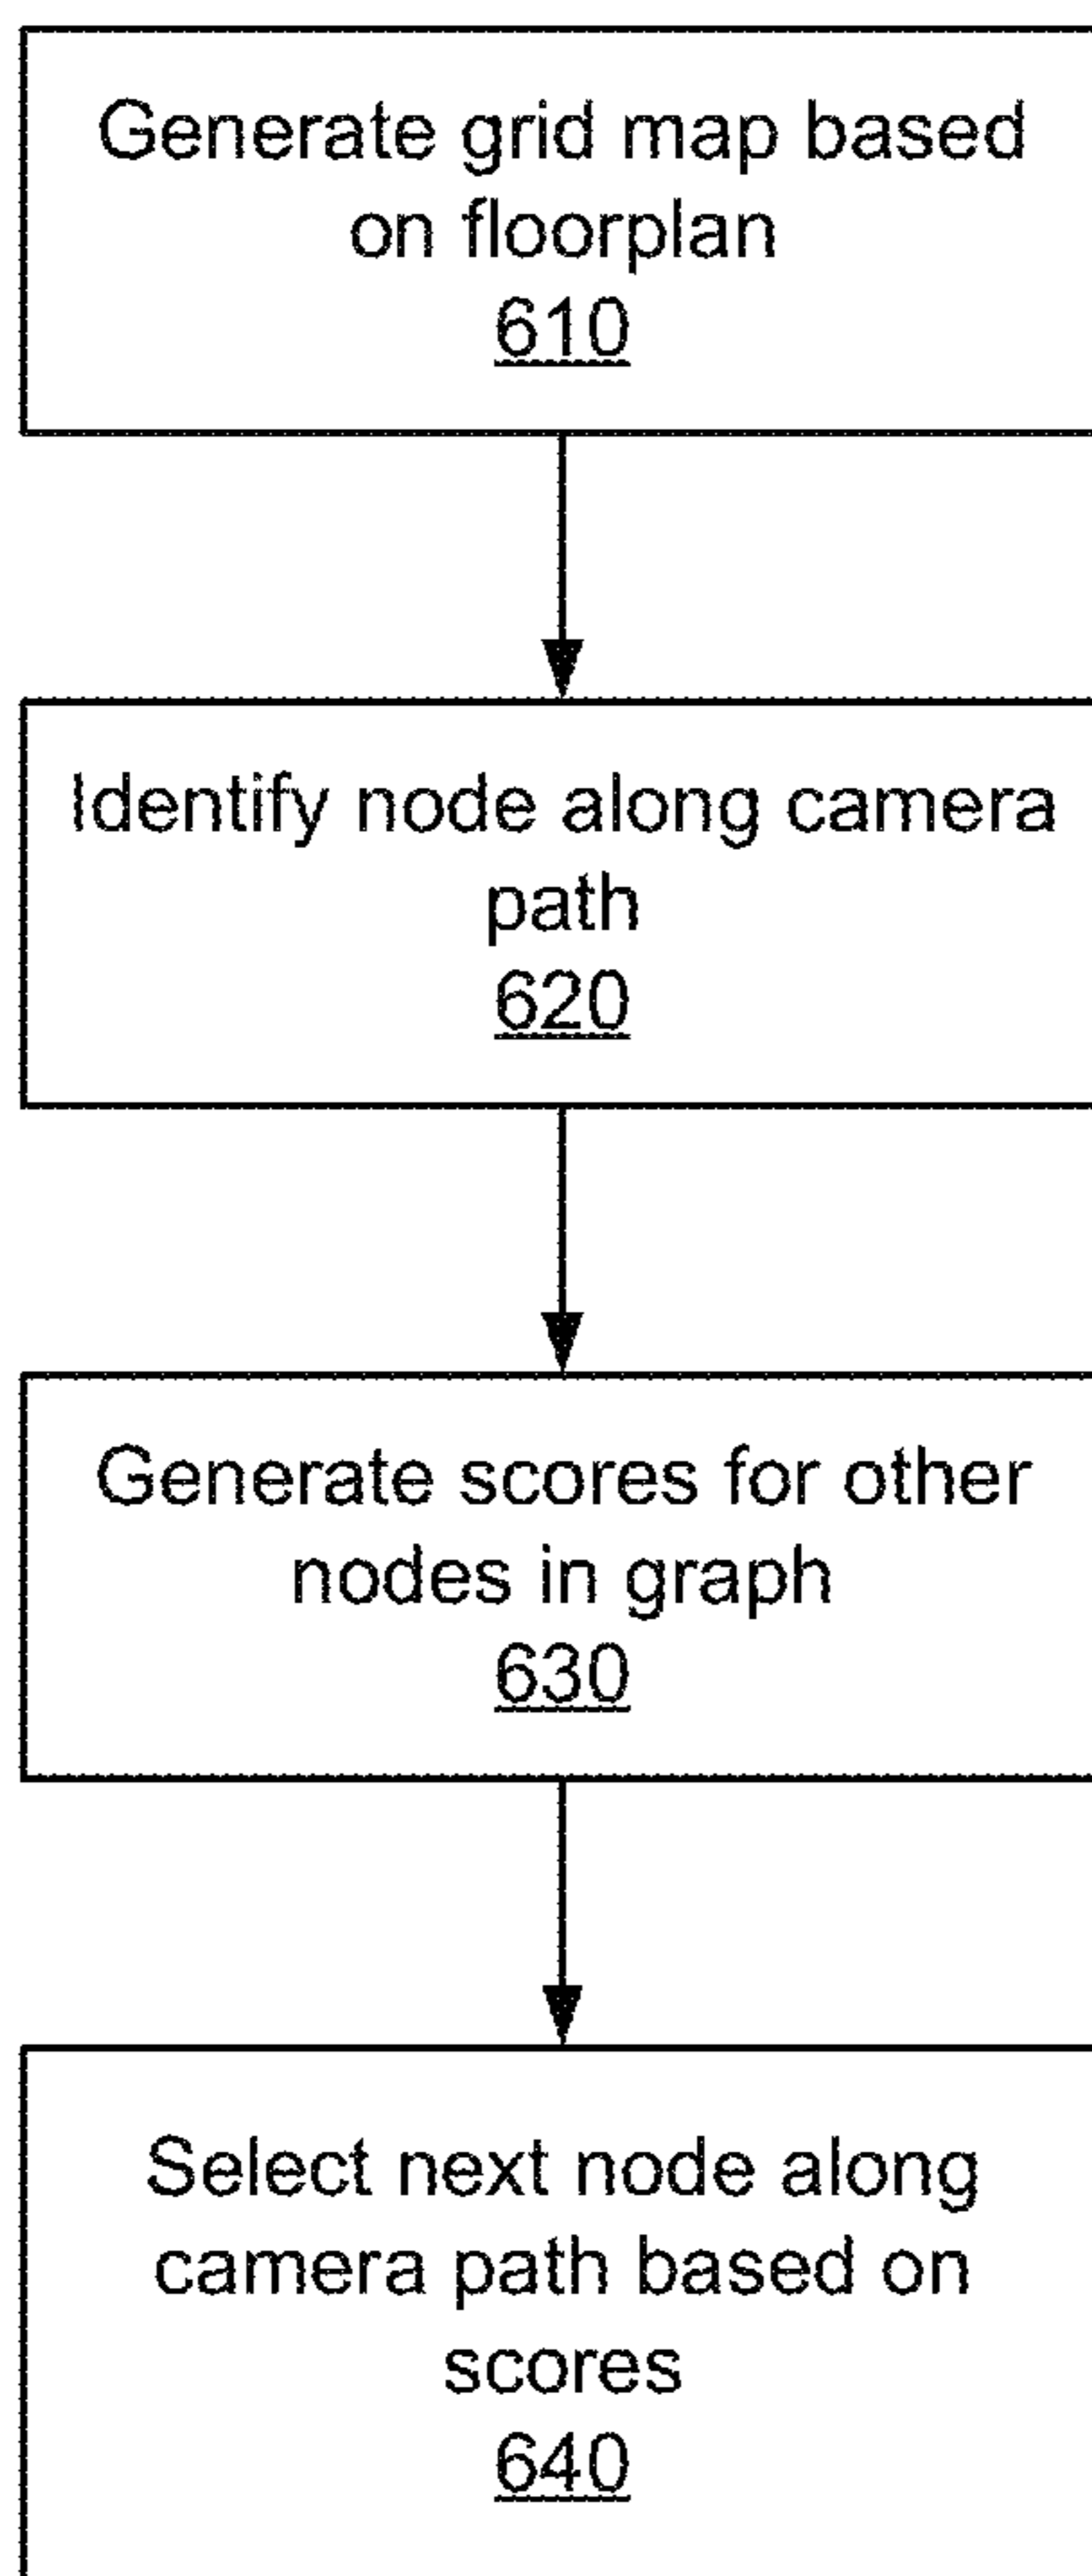 Generate grid map based
on floorplan
610
Identify node along camera
path
620
Generate scores for other
nodes in graph
630
Select next node along
camera path based on
scores
640